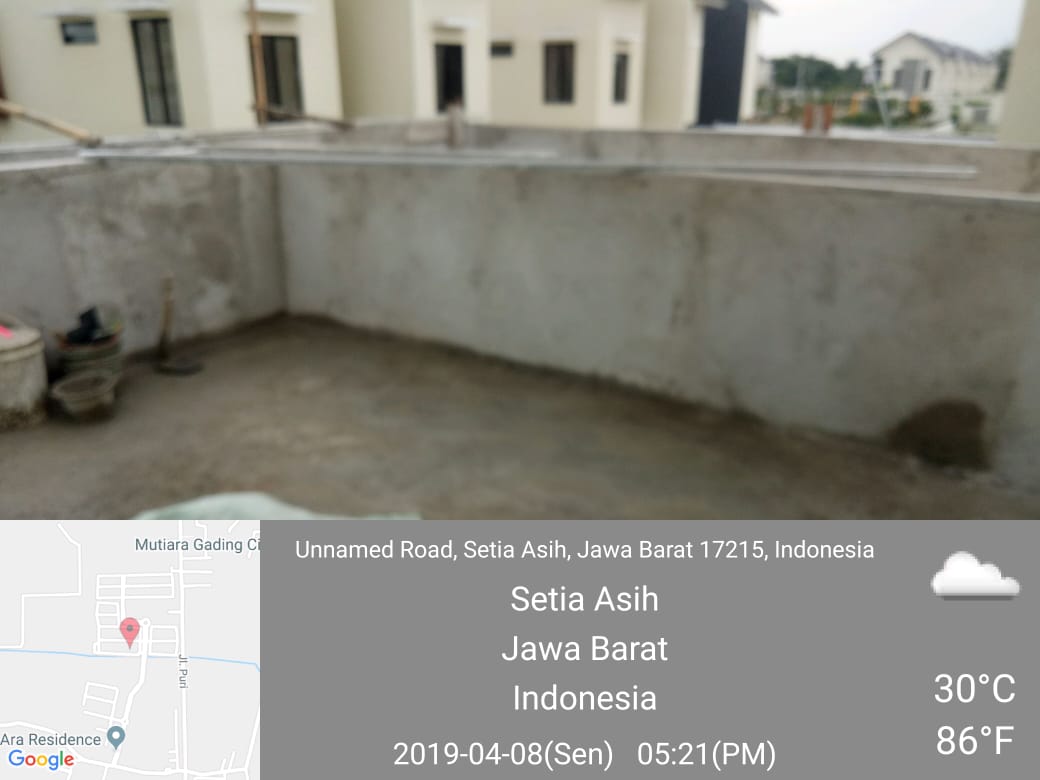 Mutiara Gading Ci
Jl. Puri
Ara Residence
Google
Unnamed Road, Setia Asih, Jawa Barat 17215, Indonesia
Setia Asih
Jawa Barat
Indonesia
2019-04-08(Sen) 05:21(PM)
30°C
86°F